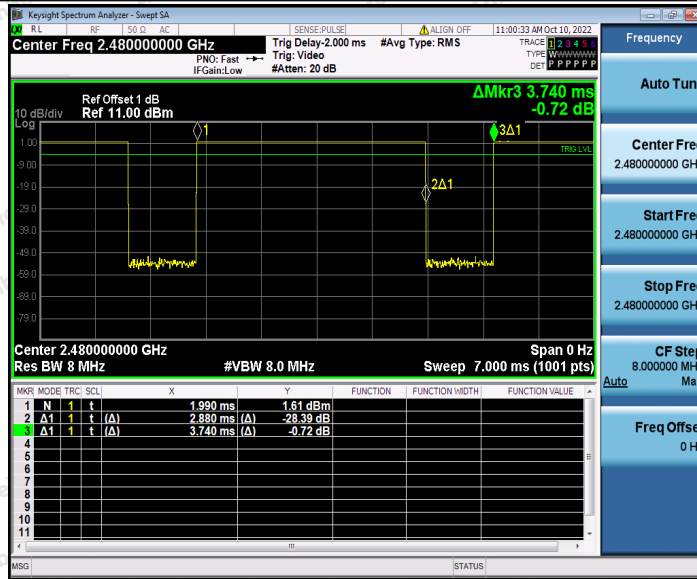 Keysight Spectrum Analyzer - Swept SA
RL RF 50 Ω AC SENSE:PULSE ALIGN OFF 11:00:33 AM Oct 10, 2022
Center Freq 2.480000000 GHz
PNO: Fast
IFGain:Low
Trig Delay-2.000 ms
Trig: Video
#Atten: 20 dB
#Avg Type: RMS
TRACE 1 2 3 4 5 6
TYPE WWWWWW
DET P P P P P P
Frequency
Auto Tun
Center Fre
2.480000000 GH
Start Fre
2.480000000 GH
Stop Fre
2.480000000 GH
CF Step
8.000000 MH
Auto Ma
Freq Offse
0 H
ΔMkr3 3.740 ms
-0.72 dB
Ref Offset 1 dB
10 dB/div Ref 11.00 dBm
Log
1.00
-9.00
-19.0
-29.0
-39.0
-49.0
-59.0
-69.0
-79.0
1
3Δ1
TRIG LVL
2Δ1
Center 2.480000000 GHz Span 0 Hz
Res BW 8 MHz #VBW 8.0 MHz Sweep 7.000 ms (1001 pts)
MKR MODE TRC SCL X Y FUNCTION FUNCTION WIDTH FUNCTION VALUE
1 N 1 t 1.990 ms 1.61 dBm
2 Δ1 1 t (Δ) 2.880 ms (Δ) -28.39 dB
3 Δ1 1 t (Δ) 3.740 ms (Δ) -0.72 dB
4
5
6
7
8
9
10
11
MSG STATUS